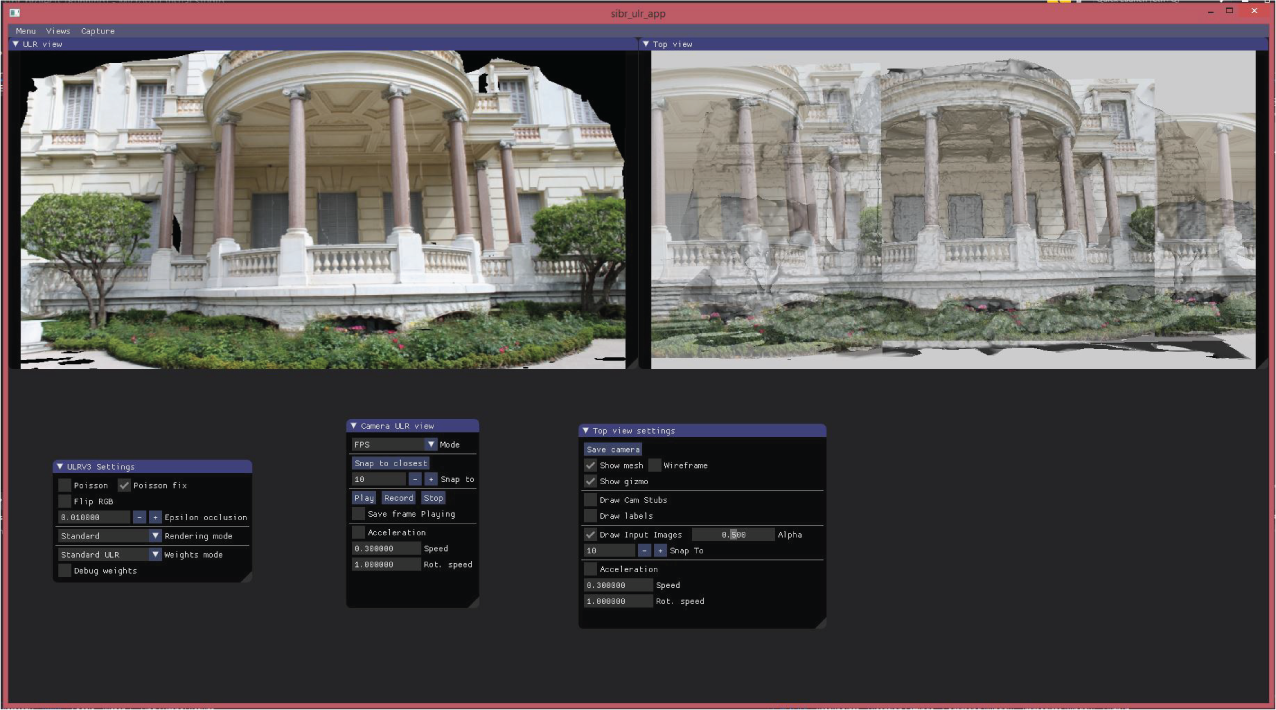 sibr_ulr_app
Menu Views Capture
ULR view
Top view
Camera ULR view
FPS Mode
Snap to closest
10 - + Snap to
Play Record Stop
Save frame Playing
Acceleration
0.300000 Speed
1.000000 Rot. speed
Top view settings
Save camera
Show mesh Wireframe
Show gizmo
Draw Cam Stubs
Draw labels
Draw Input Images 0.500 Alpha
10 - + Snap To
Acceleration
0.300000 Speed
1.000000 Rot. speed
ULRV3 Settings
Poisson Poisson fix
Flip RGB
0.010000 - + Epsilon occlusion
Standard Rendering mode
Standard ULR Weights mode
Debug weights